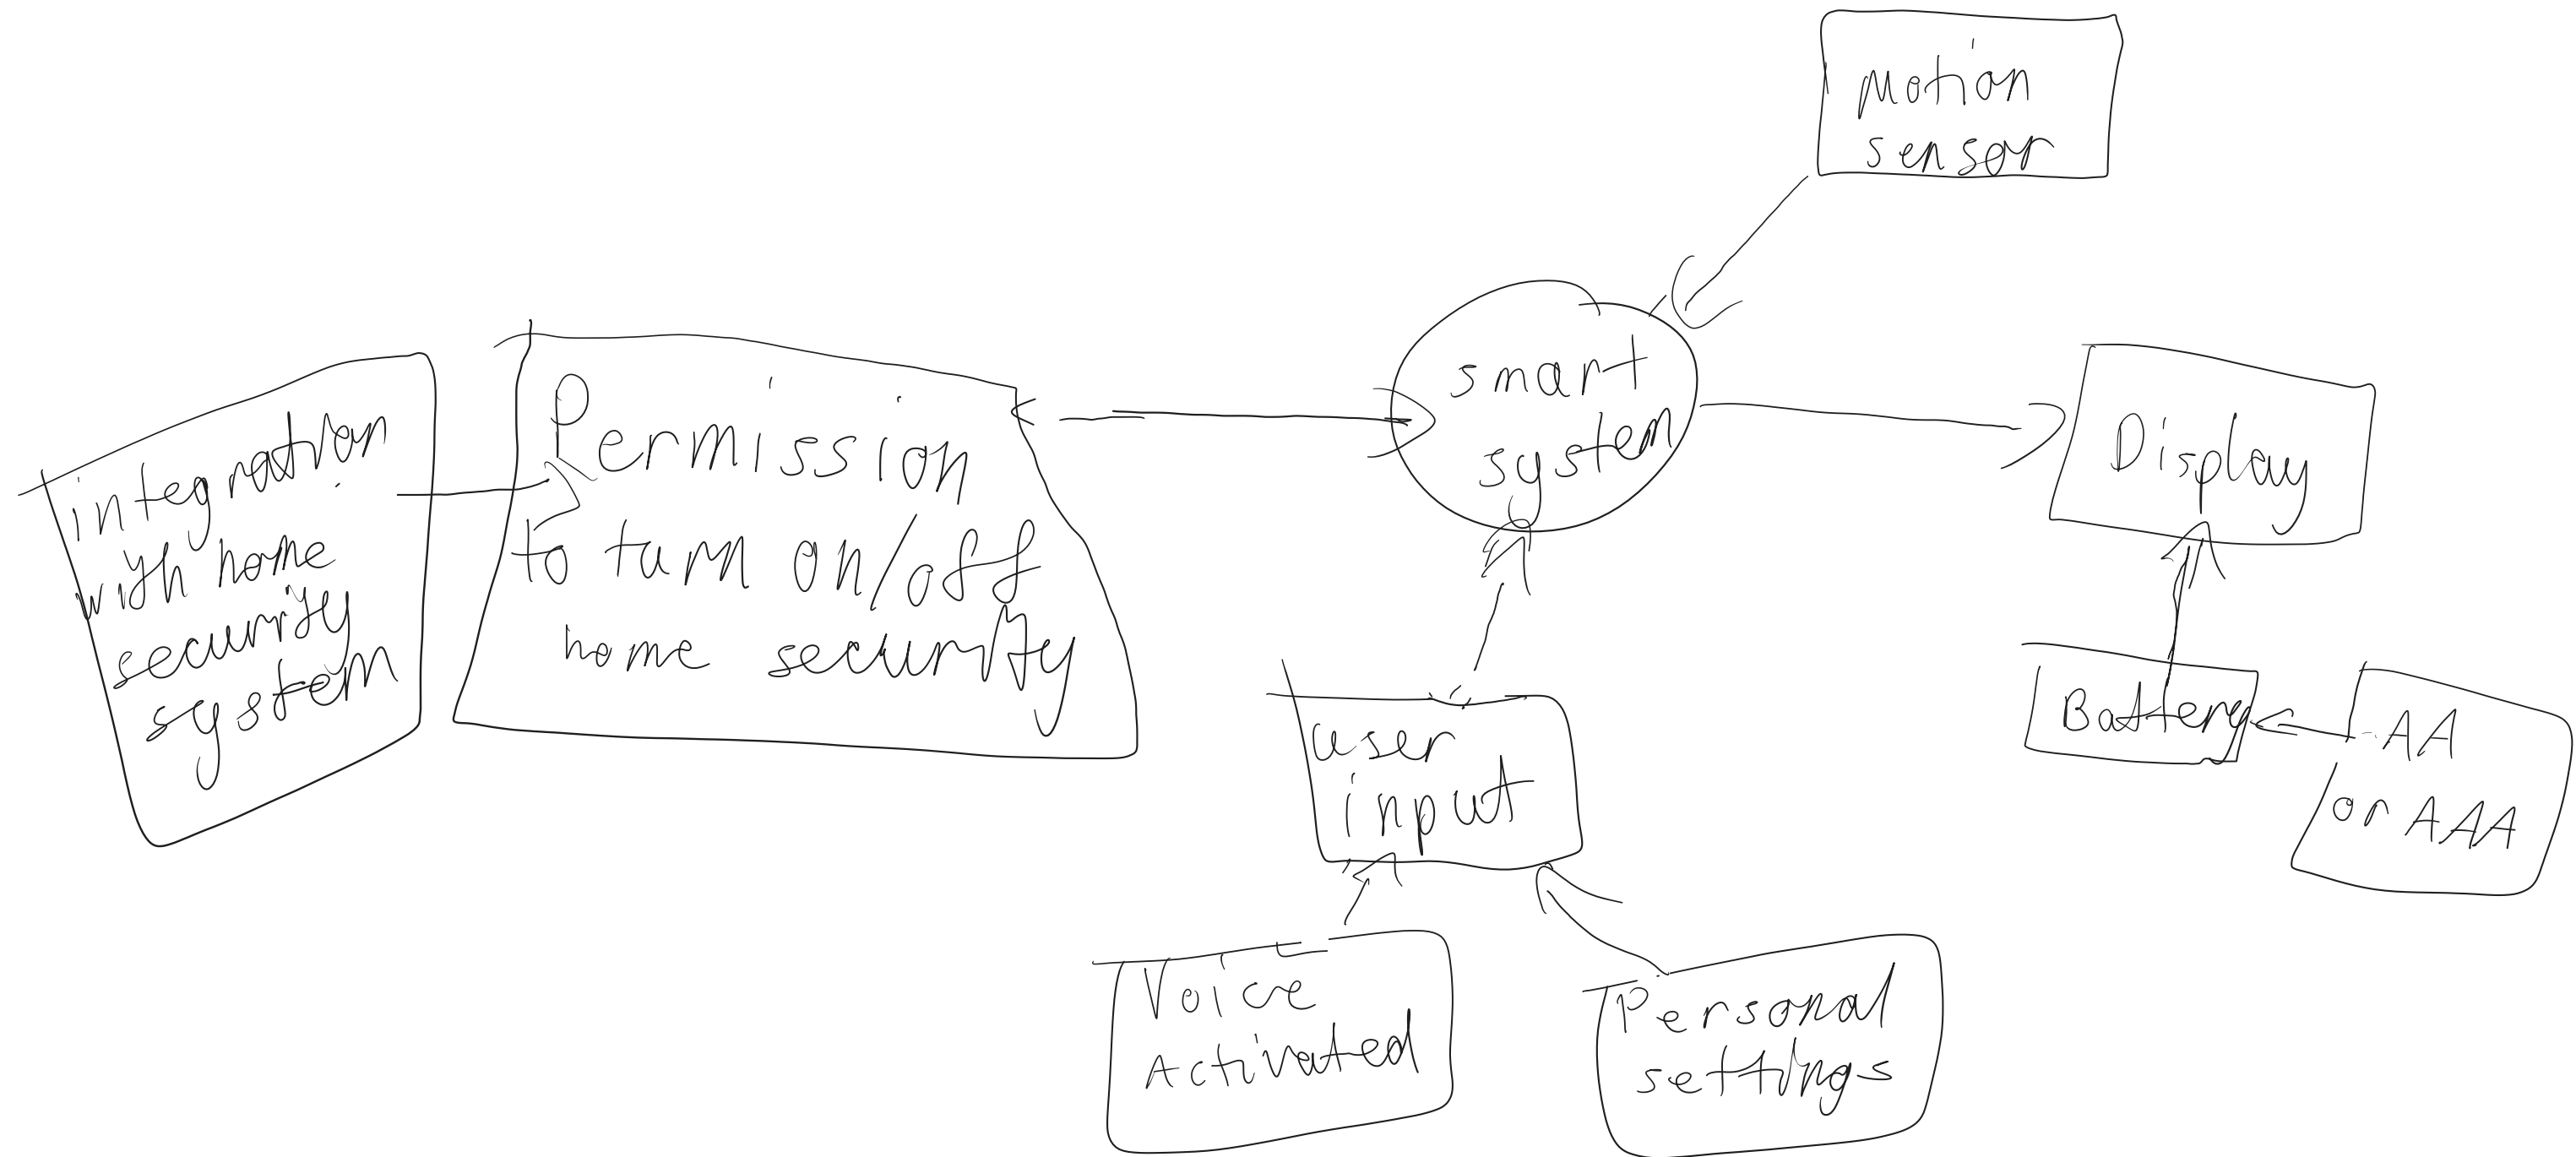 Motion
sensor
smart
system
Display
integration
with home
security
system
Permission
to turn on/off
home security
user
input
Battery
AA
or AAA
Voice
Activated
Personal
settings